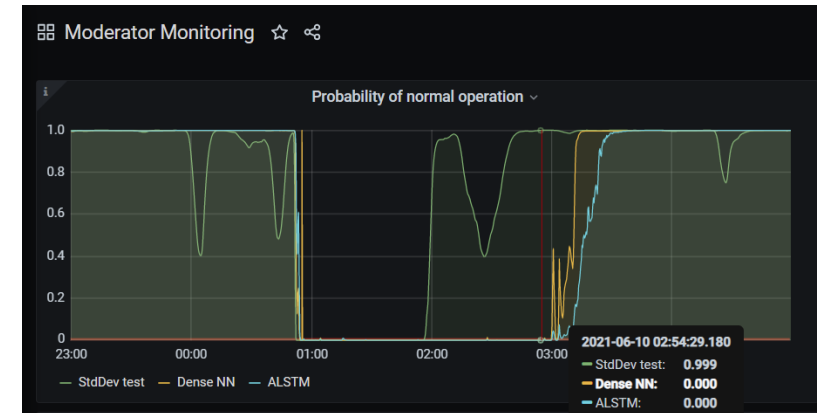 Moderator Monitoring
i
Probability of normal operation
1.0
0.8
0.6
0.4
0.2
0
23:00 00:00 01:00 02:00 03:00
2021-06-10 02:54:29.180
StdDev test: 0.999
Dense NN: 0.000
ALSTM: 0.000
StdDev test Dense NN ALSTM